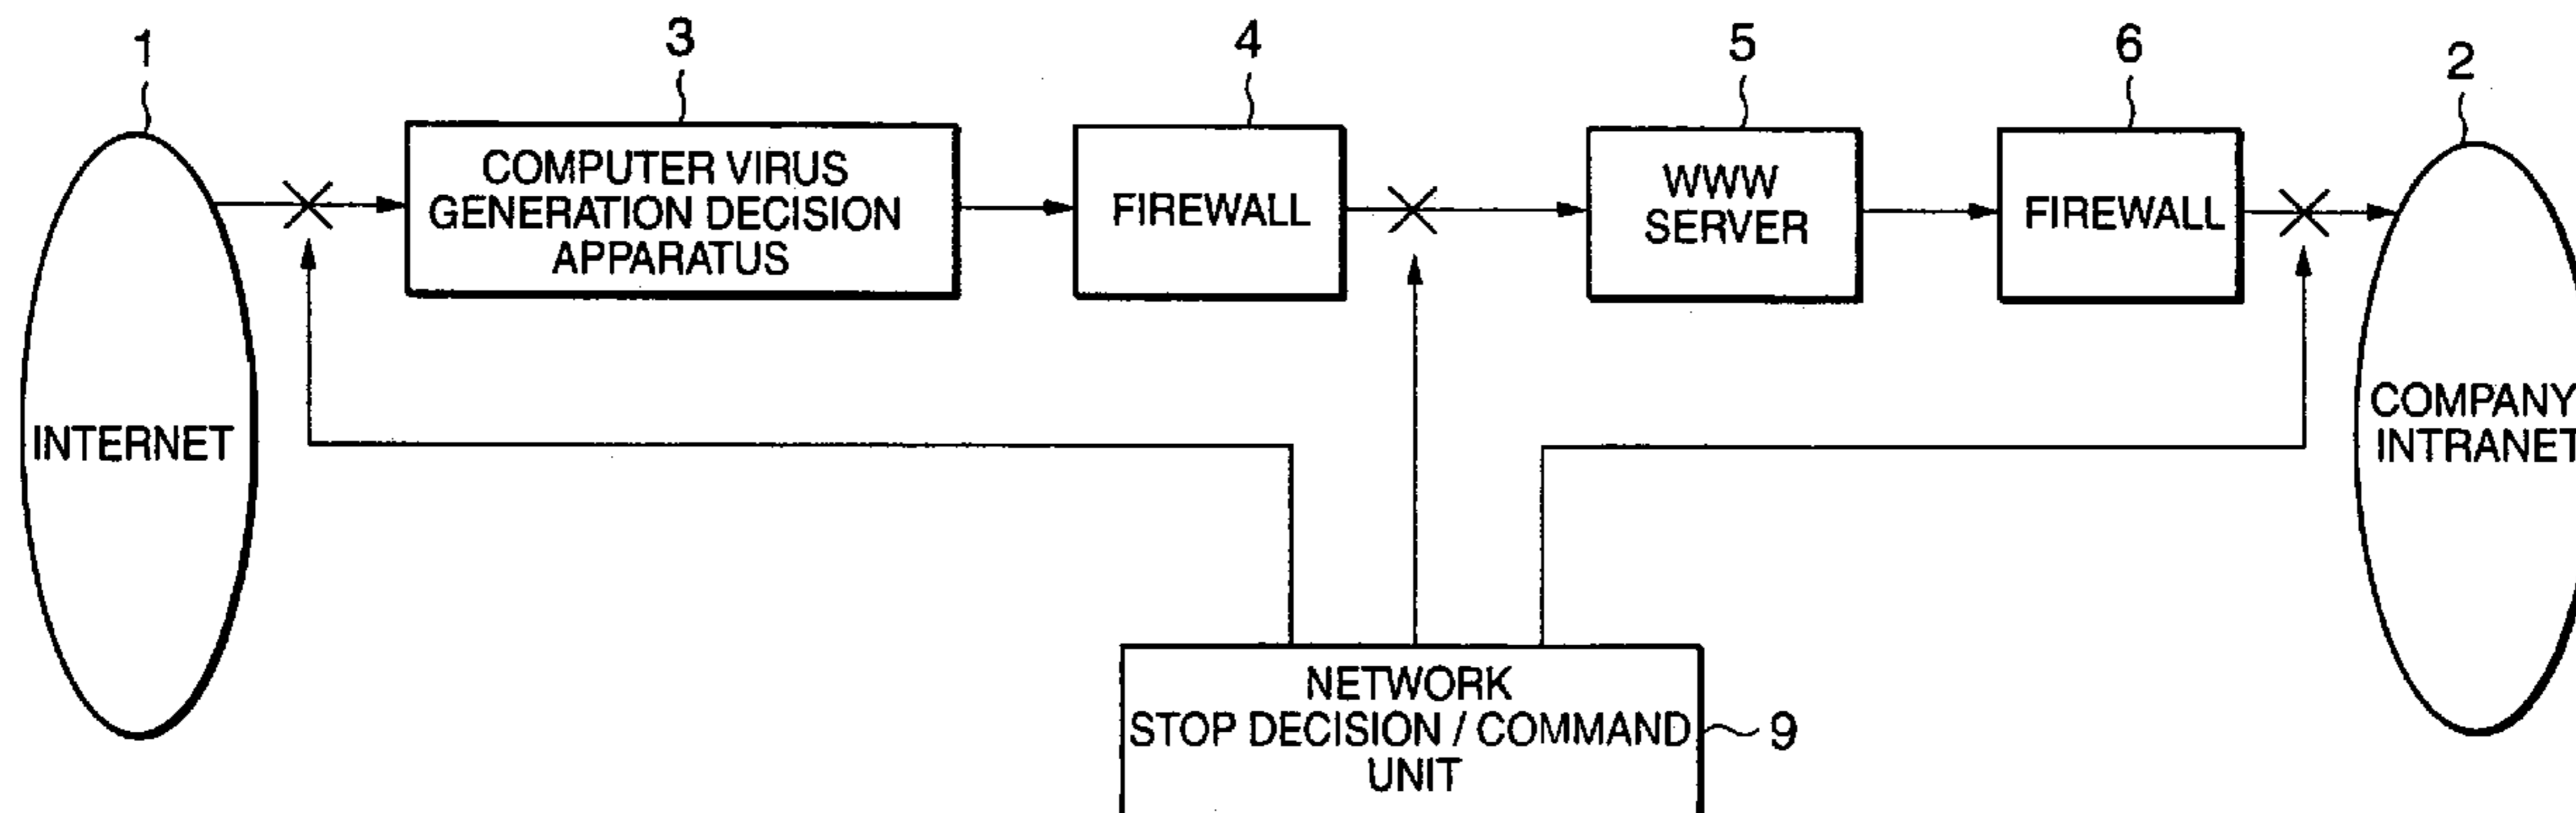 1
3
4
5
6
2
COMPUTER VIRUS
GENERATION DECISION
APPARATUS
FIREWALL
WWW
SERVER
FIREWALL
INTERNET
COMPANY
INTRANET
NETWORK
STOP DECISION / COMMAND
UNIT
9